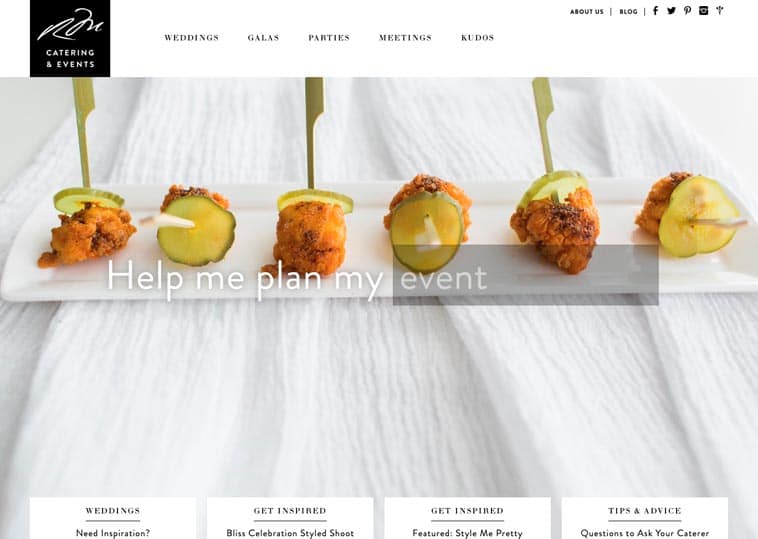 ABOUT US | BLOG |
CATERING
& EVENTS
WEDDINGS GALAS PARTIES MEETINGS KUDOS
Help me plan my event
WEDDINGS
Need Inspiration?
GET INSPIRED
Bliss Celebration Styled Shoot
GET INSPIRED
Featured: Style Me Pretty
TIPS & ADVICE
Questions to Ask Your Caterer